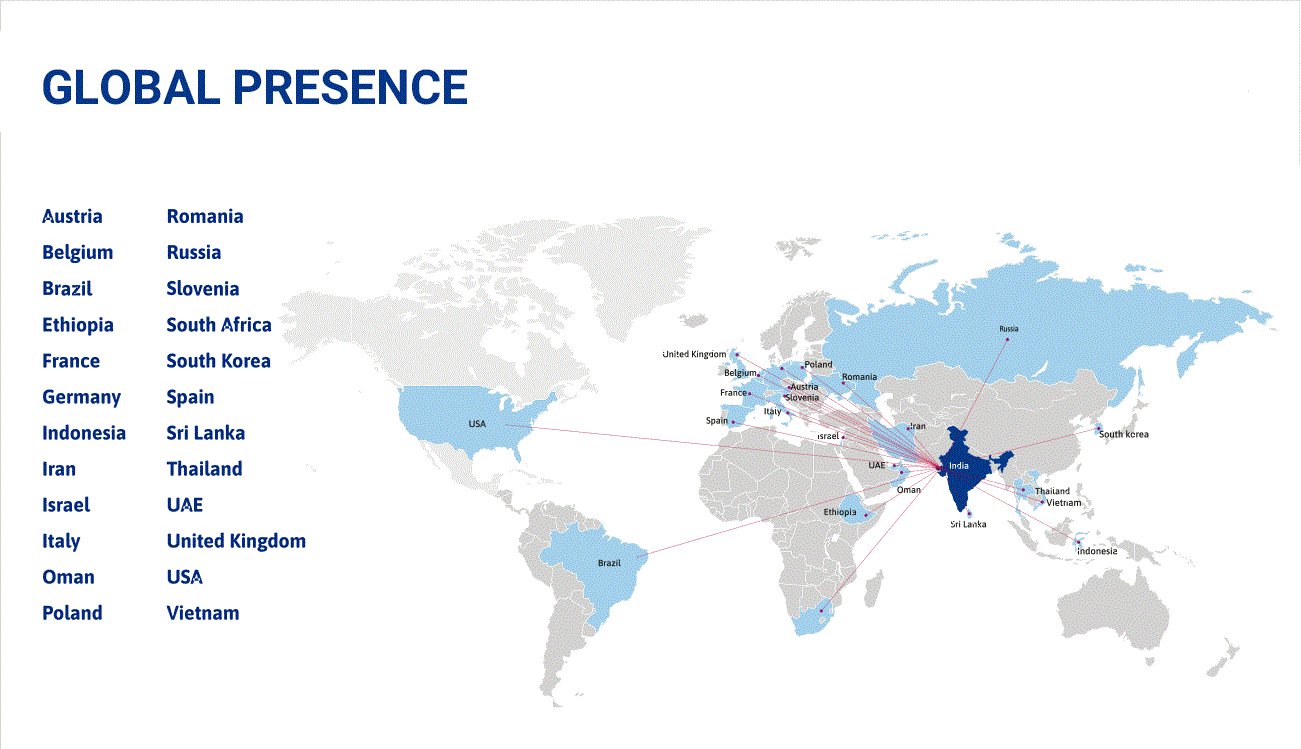 GLOBAL PRESENCE
Austria
Belgium
Brazil
Ethiopia
France
Germany
Indonesia
Iran
Israel
Italy
Oman
Poland
Romania
Russia
Slovenia
South Africa
South Korea
Spain
Sri Lanka
Thailand
UAE
United Kingdom
USA
Vietnam
Russia
United Kingdom
Poland
Belgium
Romania
Austria
France
Slovenia
Italy
Spain
USA
Iran
South korea
Israel
UAE
India
Oman
Thailand
Vietnam
Ethiopia
Sri Lanka
Indonesia
Brazil